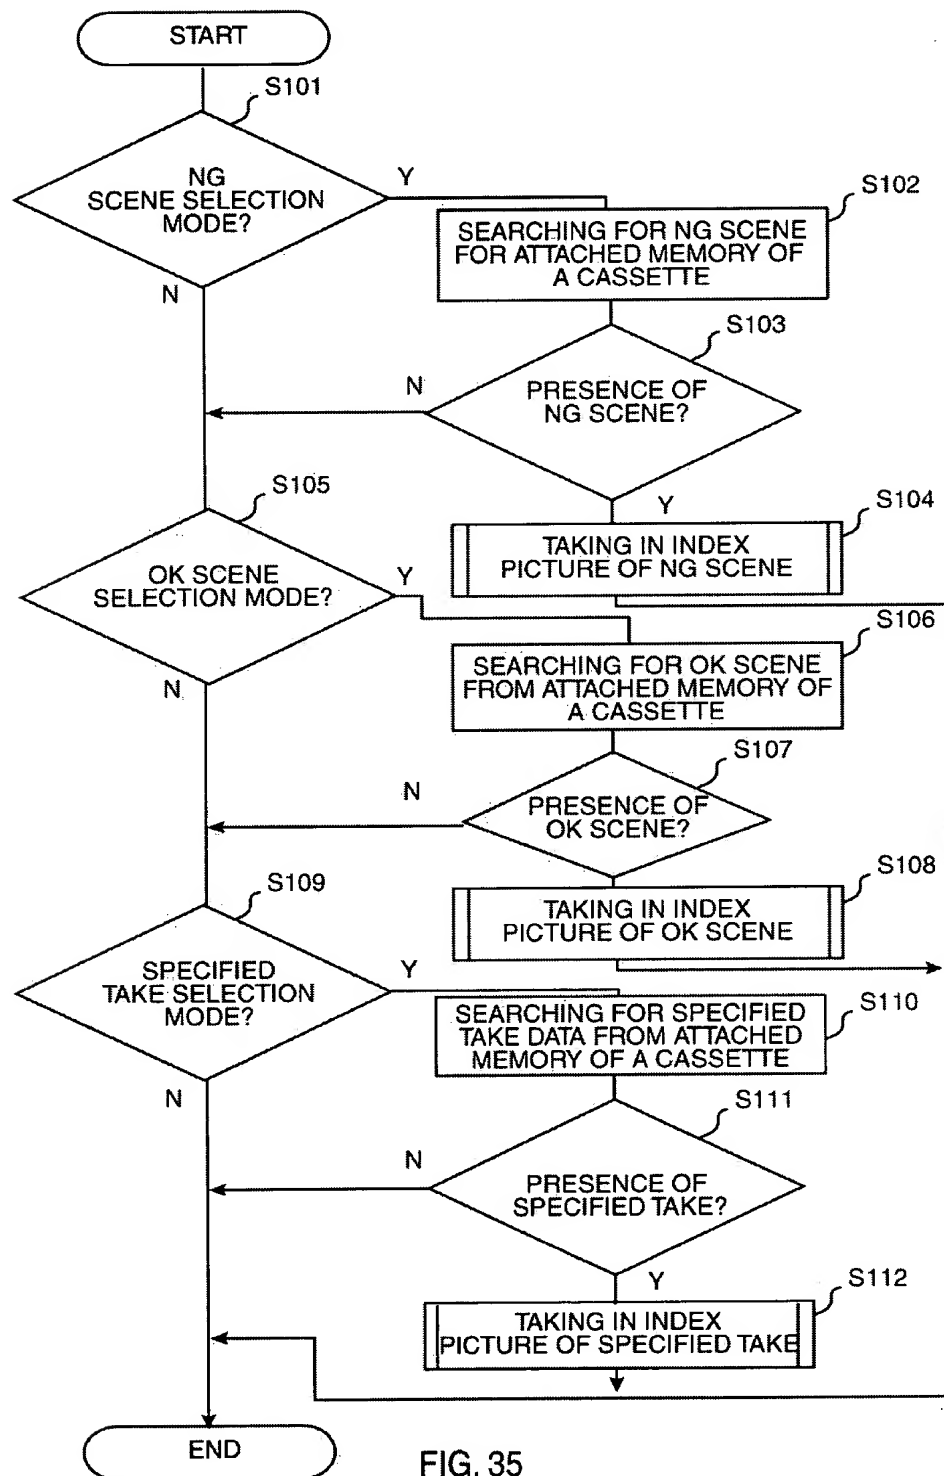 START
S101
NG
SCENE SELECTION
MODE?
Y
N
S102
SEARCHING FOR NG SCENE
FOR ATTACHED MEMORY OF
A CASSETTE
S103
PRESENCE OF
NG SCENE?
N
Y
S104
TAKING IN INDEX
PICTURE OF NG SCENE
S105
OK SCENE
SELECTION MODE?
Y
N
S106
SEARCHING FOR OK SCENE
FROM ATTACHED MEMORY OF
A CASSETTE
S107
PRESENCE OF
OK SCENE?
N
S108
TAKING IN INDEX
PICTURE OF OK SCENE
S109
SPECIFIED
TAKE SELECTION
MODE?
Y
N
S110
SEARCHING FOR SPECIFIED
TAKE DATA FROM ATTACHED
MEMORY OF A CASSETTE
S111
PRESENCE OF
SPECIFIED TAKE?
N
Y
S112
TAKING IN INDEX
PICTURE OF SPECIFIED TAKE
END
FIG. 35